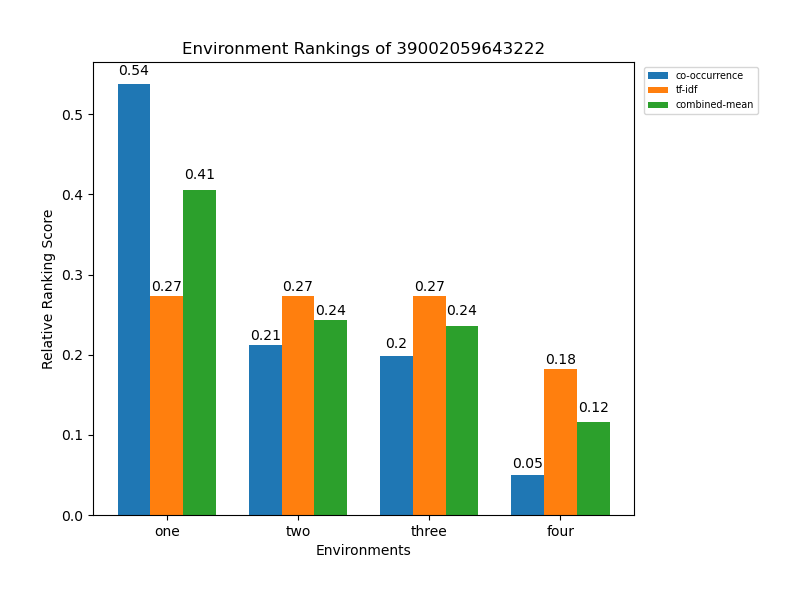 Environment Rankings of 39002059643222
co-occurrence
tf-idf
combined-mean
Relative Ranking Score
0.5
0.4
0.3
0.2
0.1
0.0
0.54
0.27
0.41
0.21
0.27
0.24
0.2
0.27
0.24
0.05
0.18
0.12
one two three four
Environments